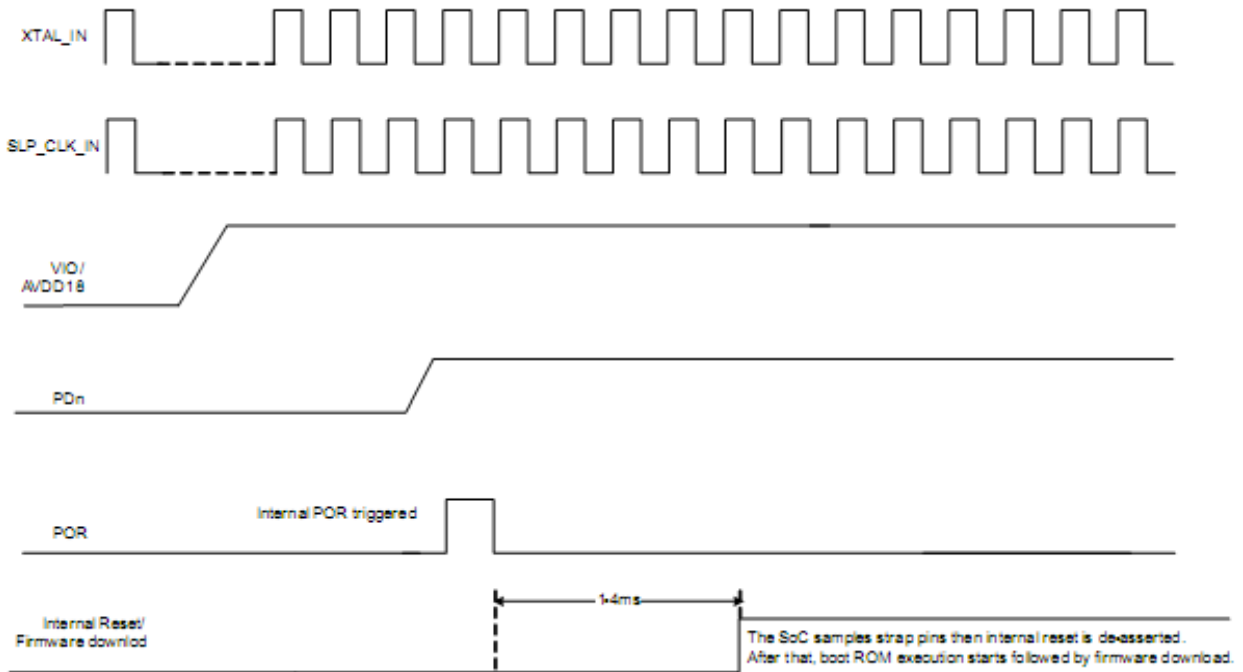 XTAL_IN
SLP_CLK_IN
VIO/
AVDD18
PDn
Internal POR triggered
POR
1-4ms
Internal Reset/
Firmware downlod
The SoC samples strap pins then internal reset is de-asserted.
After that, boot ROM execution starts followed by firmware download.